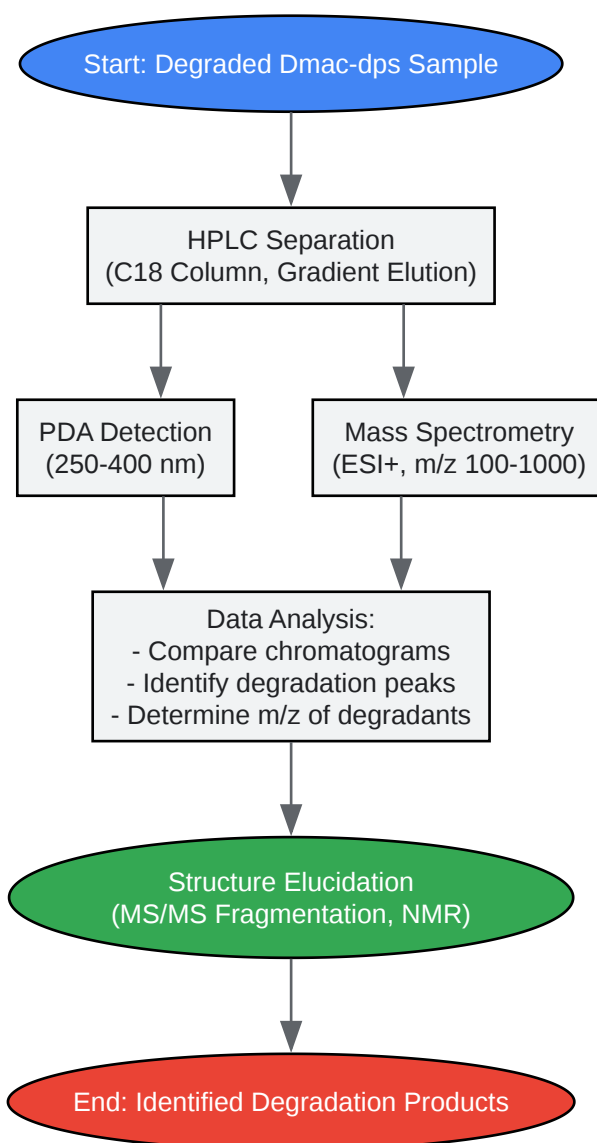 Start: Degraded Dmac-dps Sample
HPLC Separation
(C18 Column, Gradient Elution)
PDA Detection
(250-400 nm)
Mass Spectrometry
(ESI+, m/z 100-1000)
Data Analysis:
- Compare chromatograms
- Identify degradation peaks
- Determine m/z of degradants
Structure Elucidation
(MS/MS Fragmentation, NMR)
End: Identified Degradation Products